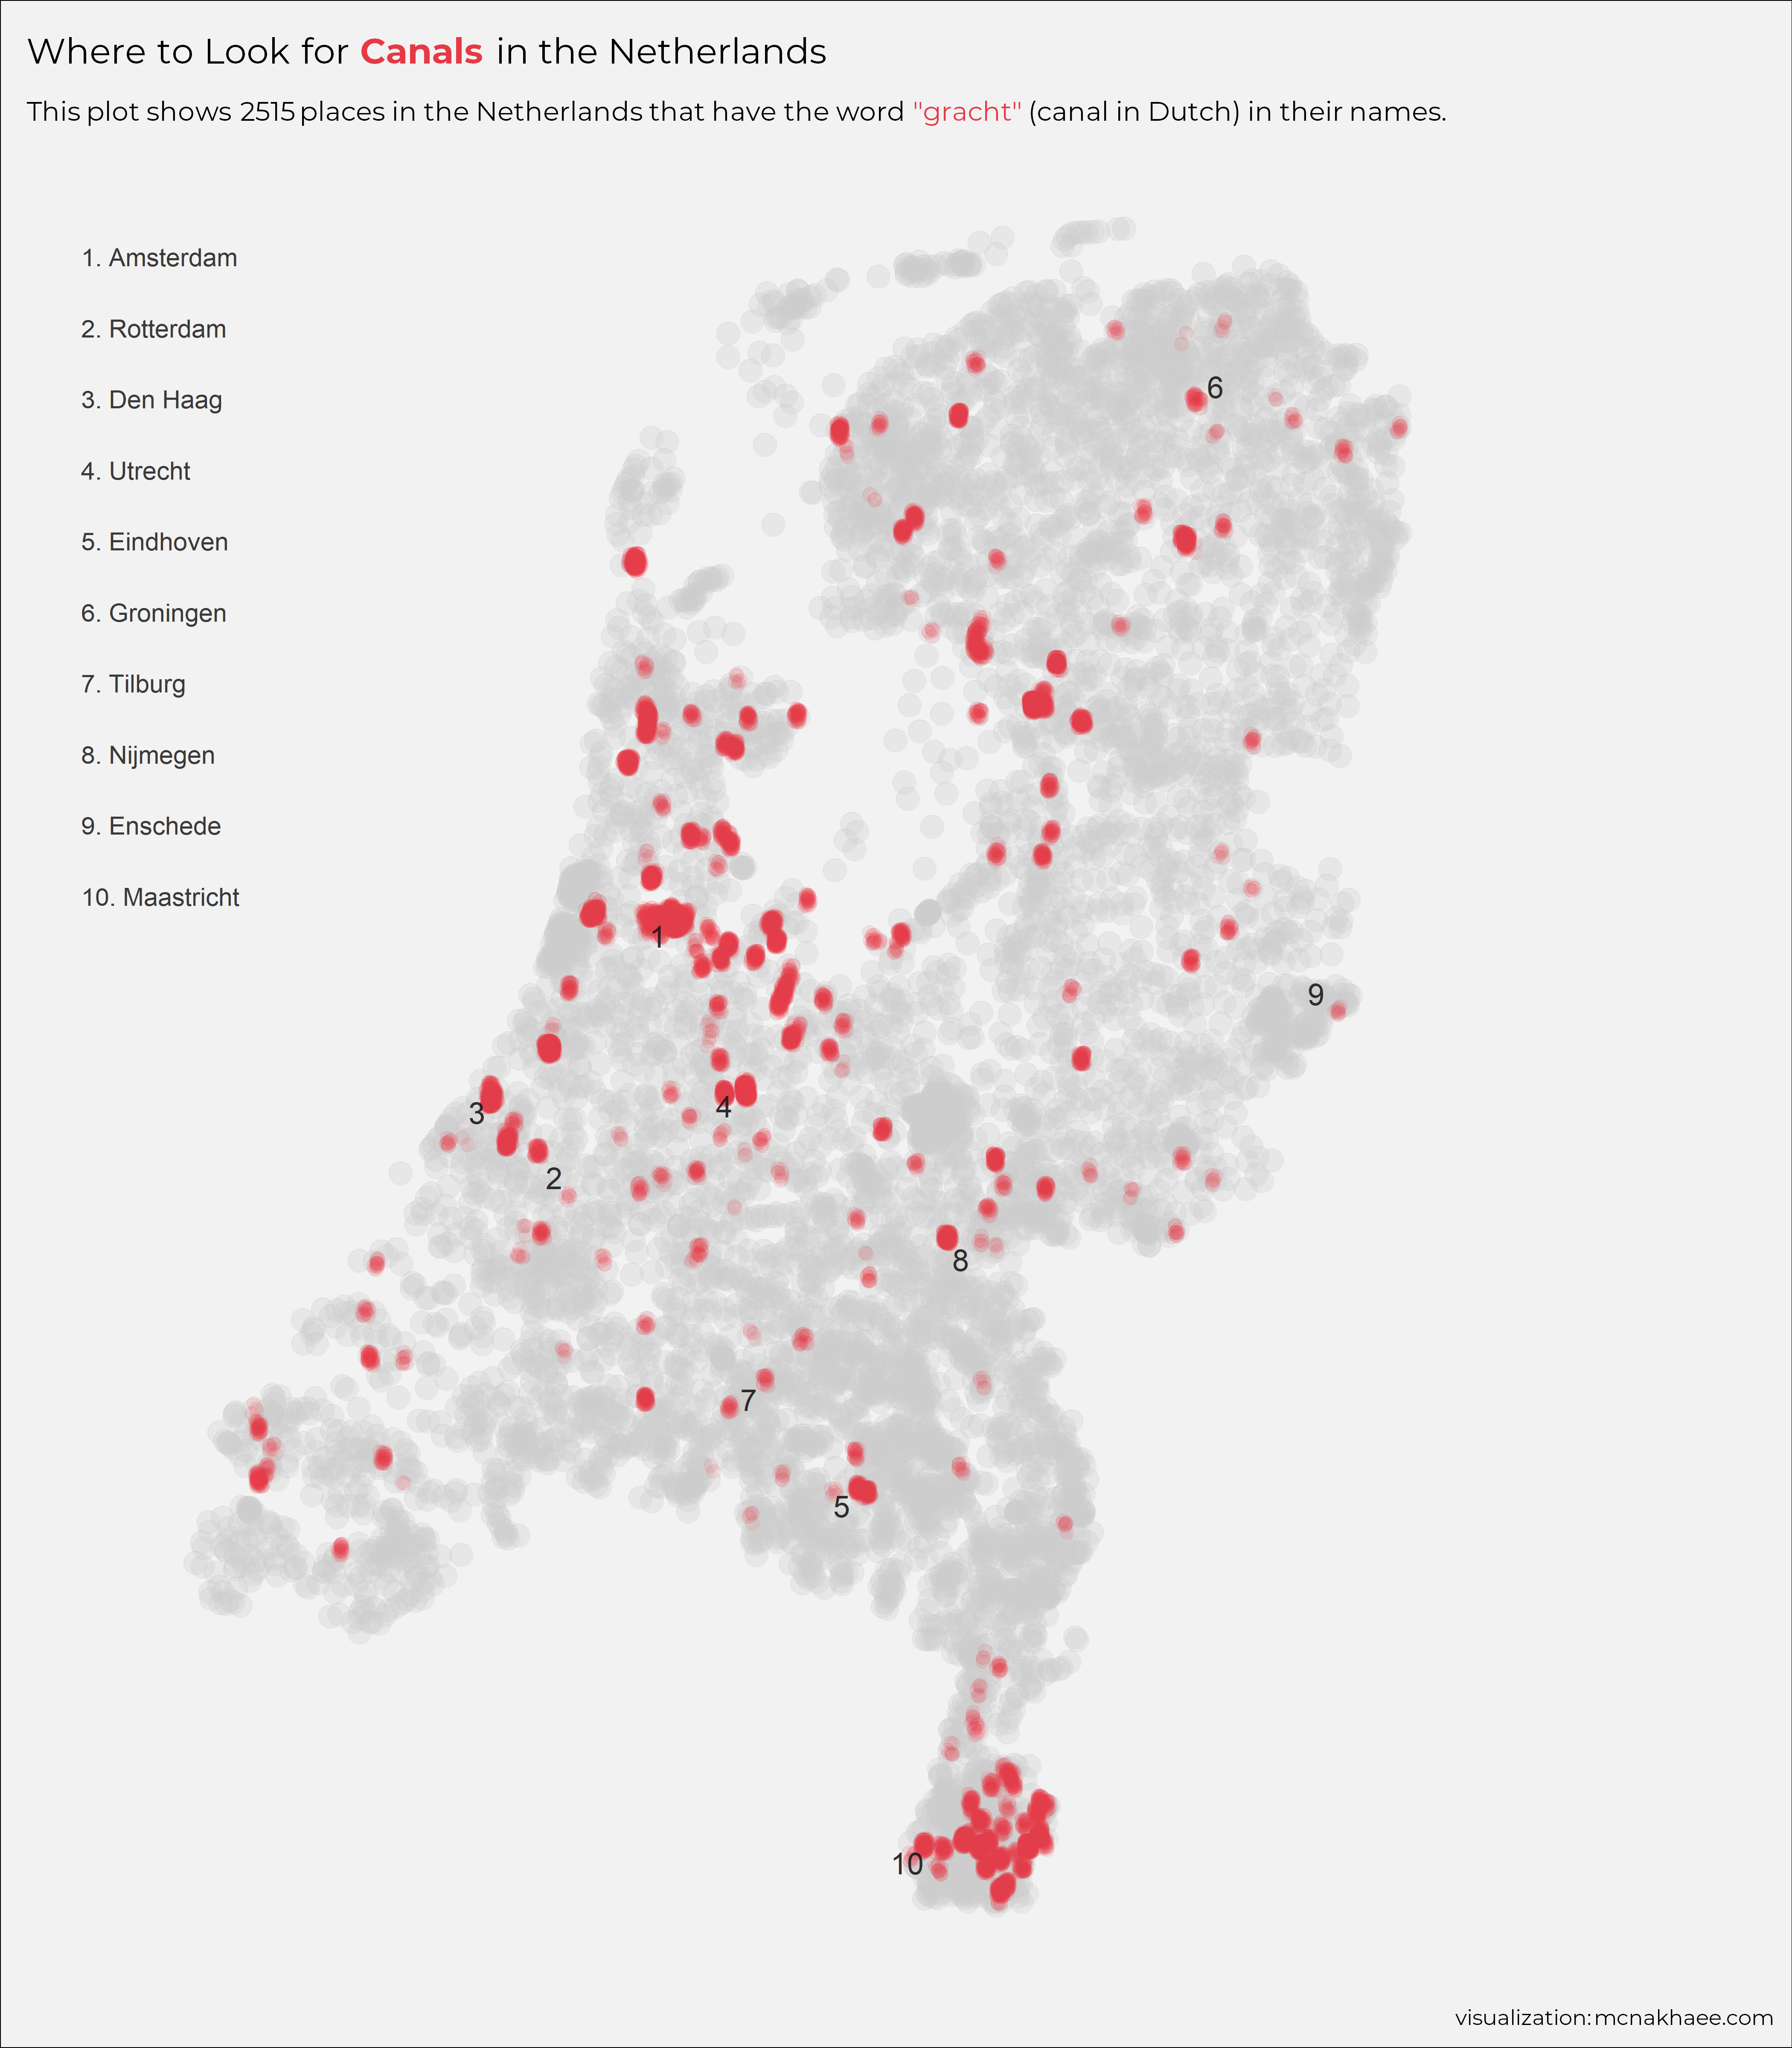 Where to Look for Canals in the Netherlands
This plot shows 2515 places in the Netherlands that have the word "gracht" (canal in Dutch) in their names.
1. Amsterdam
2. Rotterdam
3. Den Haag
4. Utrecht
5. Eindhoven
6. Groningen
7. Tilburg
8. Nijmegen
9. Enschede
10. Maastricht
6
1
9
4
3
2
8
7
5
10
visualization: mcnakhaee.com